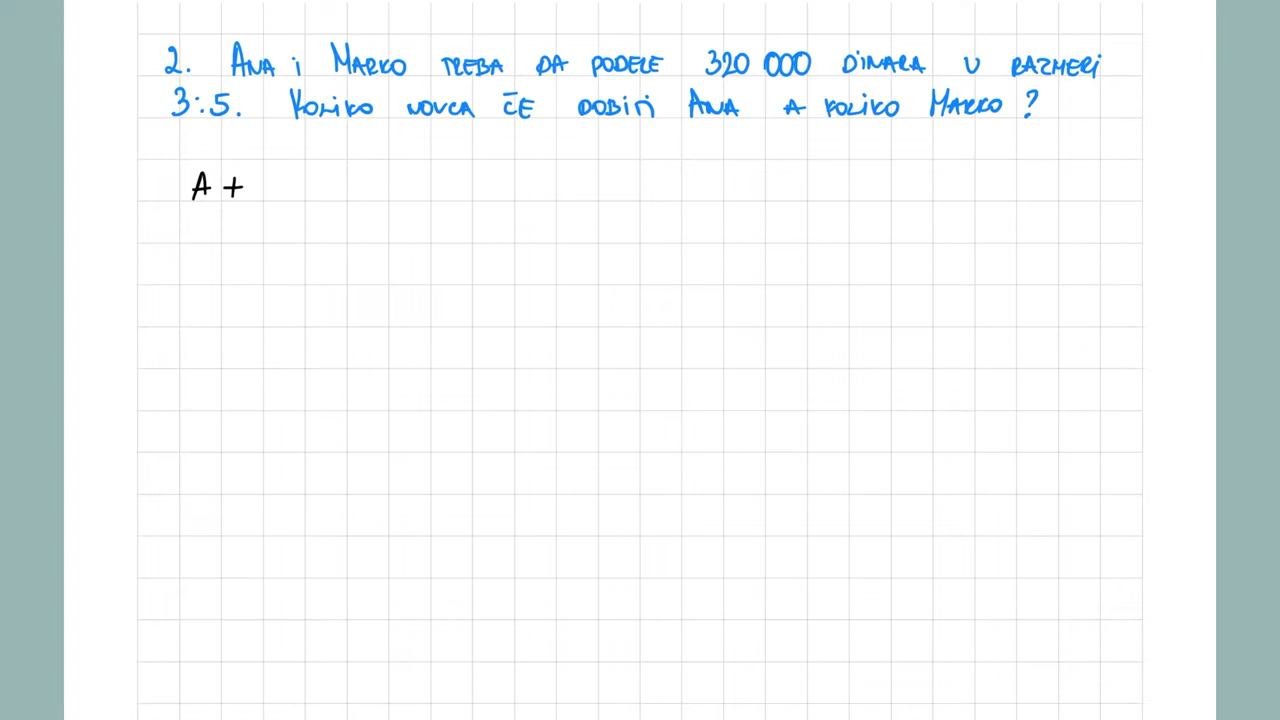 2. ANA i MARKO TREBA DA PODELE 320 000 DINARA U RAZMERI
3:5. KOLIKO NOVCA ĆE DOBITI ANA A KOLIKO MARKO?
A +